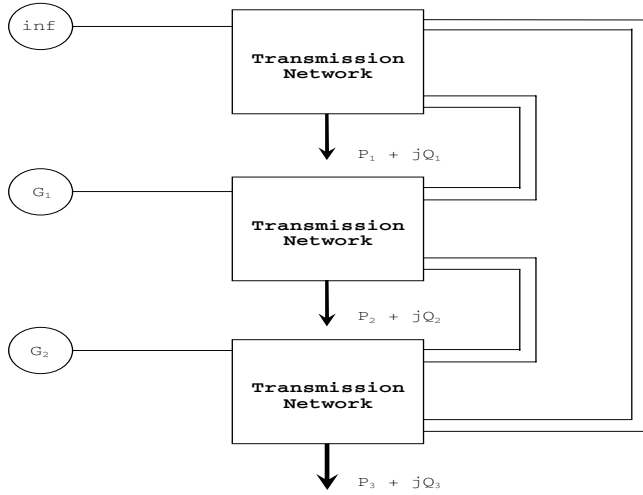 inf
Transmission
Network
P₁ + jQ₁
G₁
Transmission
Network
P₂ + jQ₂
G₂
Transmission
Network
P₃ + jQ₃